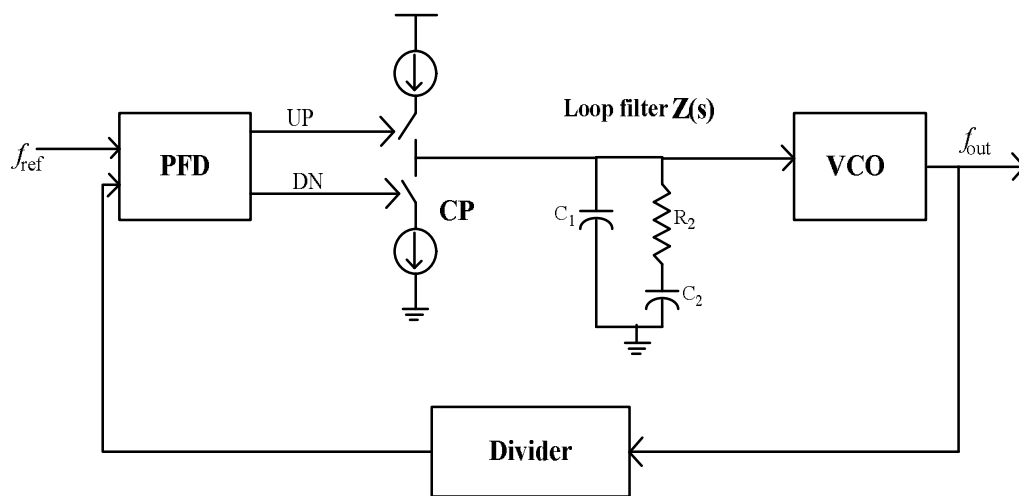 Loop filter Z(s)
UP
f_ref
PFD
VCO
f_out
DN
CP
C_1
R_2
C_2
Divider